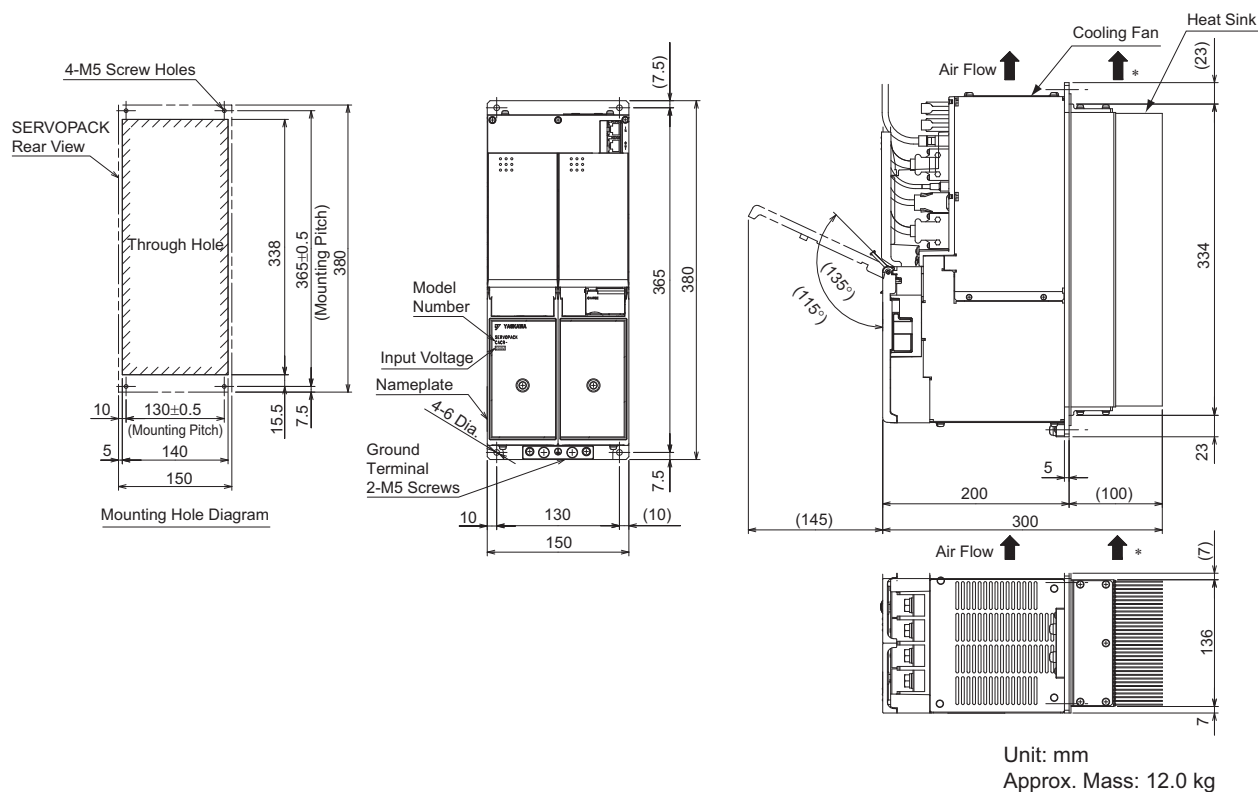 4-M5 Screw Holes
SERVOPACK
Rear View
Through Hole
338
365±0.5
(Mounting Pitch)
380
10
130±0.5
(Mounting Pitch)
15.5
7.5
5
140
150
Mounting Hole Diagram
(7.5)
365
380
Model
Number
Input Voltage
Nameplate
4-6 Dia.
Ground
Terminal
2-M5 Screws
YASKAWA
SERVOPACK
CACR-
7.5
10
130
(10)
150
Cooling Fan
Heat Sink
Air Flow
*
(23)
(135°)
(115°)
334
23
5
200
(100)
(145)
300
Air Flow
*
(7)
136
7
Unit: mm
Approx. Mass: 12.0 kg